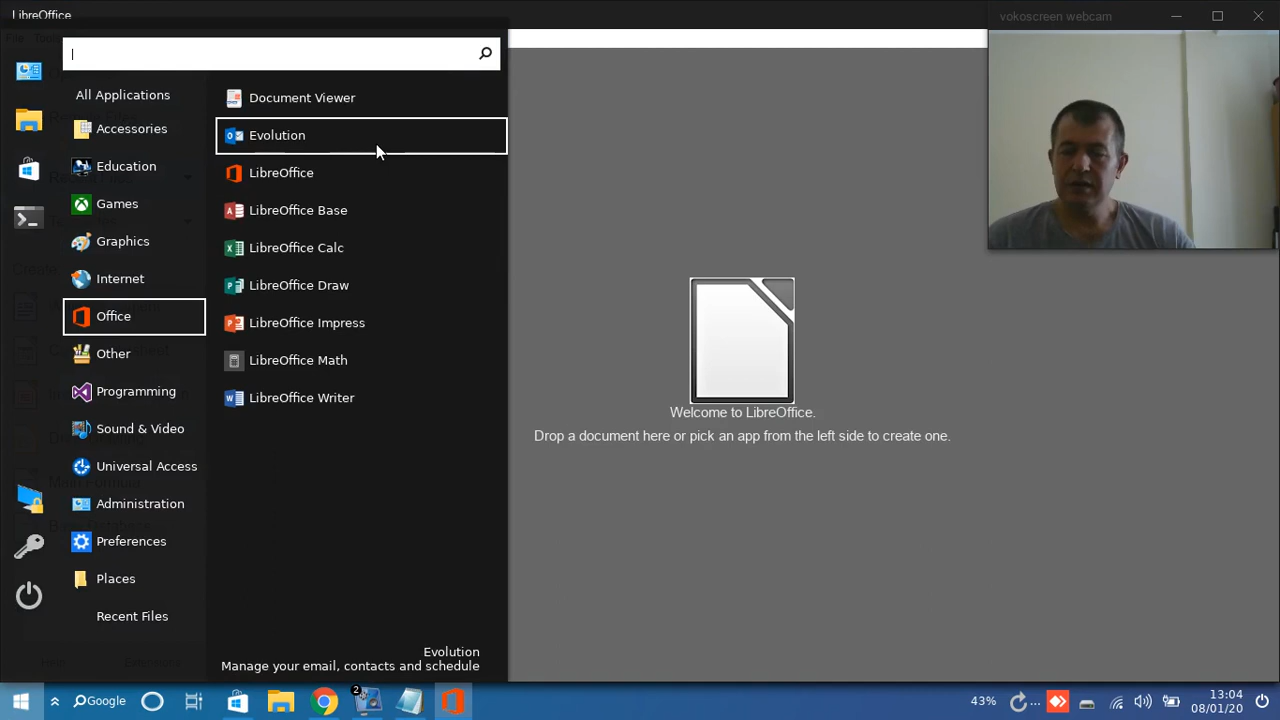 LibreOffice
vokoscreen webcam
All Applications
Accessories
Education
Games
Graphics
Internet
Office
Other
Programming
Sound & Video
Universal Access
Administration
Preferences
Places
Recent Files
Document Viewer
Evolution
LibreOffice
LibreOffice Base
LibreOffice Calc
LibreOffice Draw
LibreOffice Impress
LibreOffice Math
LibreOffice Writer
Evolution
Manage your email, contacts and schedule
Welcome to LibreOffice.
Drop a document here or pick an app from the left side to create one.
Google
2
43%
...
13:04
08/01/20